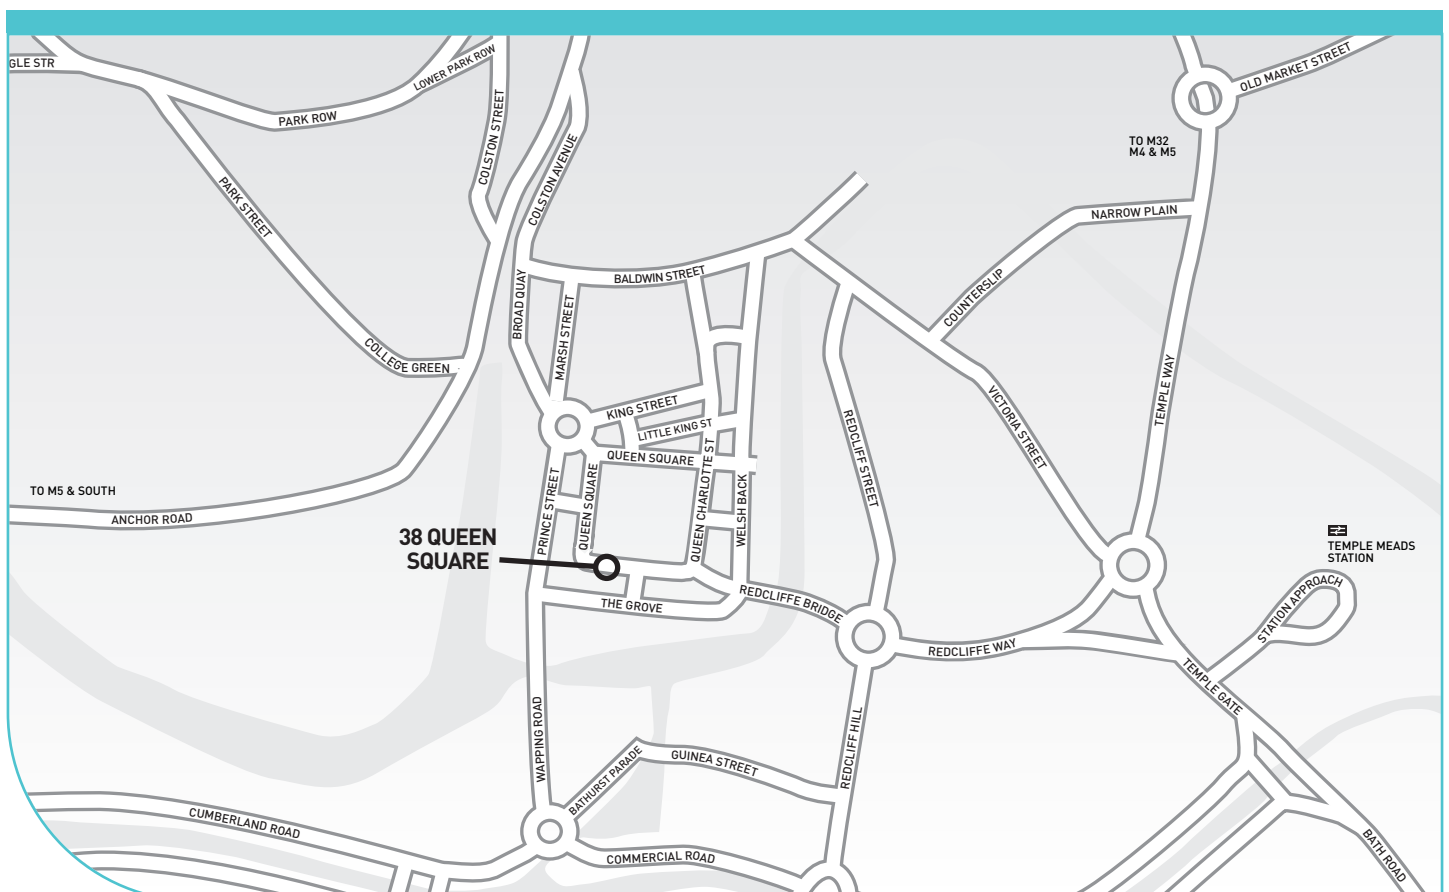 GLE STR
LOWER PARK ROW
OLD MARKET STREET
PARK ROW
COLSTON STREET
COLSTON AVENUE
TO M32
M4 & M5
PARK STREET
NARROW PLAIN
BALDWIN STREET
BROAD QUAY
MARSH STREET
COUNTERSLIP
COLLEGE GREEN
TEMPLE WAY
VICTORIA STREET
KING STREET
LITTLE KING ST
REDCLIFF STREET
QUEEN SQUARE
TO M5 & SOUTH
ANCHOR ROAD
PRINCE STREET
QUEEN SQUARE
QUEEN CHARLOTTE ST
WELSH BACK
38 QUEEN
SQUARE
TEMPLE MEADS
STATION
STATION APPROACH
THE GROVE
REDCLIFFE BRIDGE
REDCLIFFE WAY
TEMPLE GATE
WAPPING ROAD
BATHURST PARADE
GUINEA STREET
REDCLIFF HILL
CUMBERLAND ROAD
COMMERCIAL ROAD
BATH ROAD